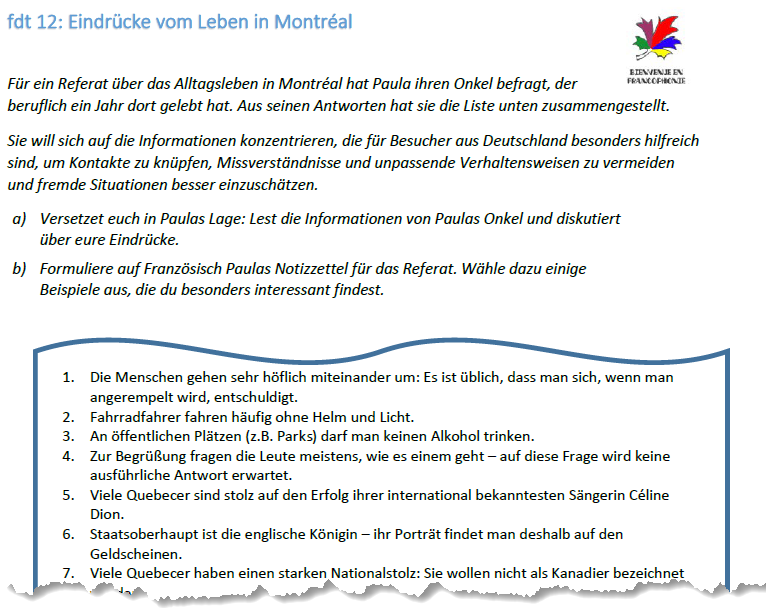 fdt 12: Eindrücke vom Leben in Montréal
BIENVENUE EN
FRANCOPHONIE
Für ein Referat über das Alltagsleben in Montréal hat Paula ihren Onkel befragt, der
beruflich ein Jahr dort gelebt hat. Aus seinen Antworten hat sie die Liste unten zusammengestellt.
Sie will sich auf die Informationen konzentrieren, die für Besucher aus Deutschland besonders hilfreich
sind, um Kontakte zu knüpfen, Missverständnisse und unpassende Verhaltensweisen zu vermeiden
und fremde Situationen besser einzuschätzen.
a) Versetzet euch in Paulas Lage: Lest die Informationen von Paulas Onkel und diskutiert
über eure Eindrücke.
b) Formuliere auf Französisch Paulas Notizzettel für das Referat. Wähle dazu einige
Beispiele aus, die du besonders interessant findest.
1. Die Menschen gehen sehr höflich miteinander um: Es ist üblich, dass man sich, wenn man
angerempelt wird, entschuldigt.
2. Fahrradfahrer fahren häufig ohne Helm und Licht.
3. An öffentlichen Plätzen (z.B. Parks) darf man keinen Alkohol trinken.
4. Zur Begrüßung fragen die Leute meistens, wie es einem geht – auf diese Frage wird keine
ausführliche Antwort erwartet.
5. Viele Quebecer sind stolz auf den Erfolg ihrer international bekanntesten Sängerin Céline
Dion.
6. Staatsoberhaupt ist die englische Königin – ihr Porträt findet man deshalb auf den
Geldscheinen.
7. Viele Quebecer haben einen starken Nationalstolz: Sie wollen nicht als Kanadier bezeichnet